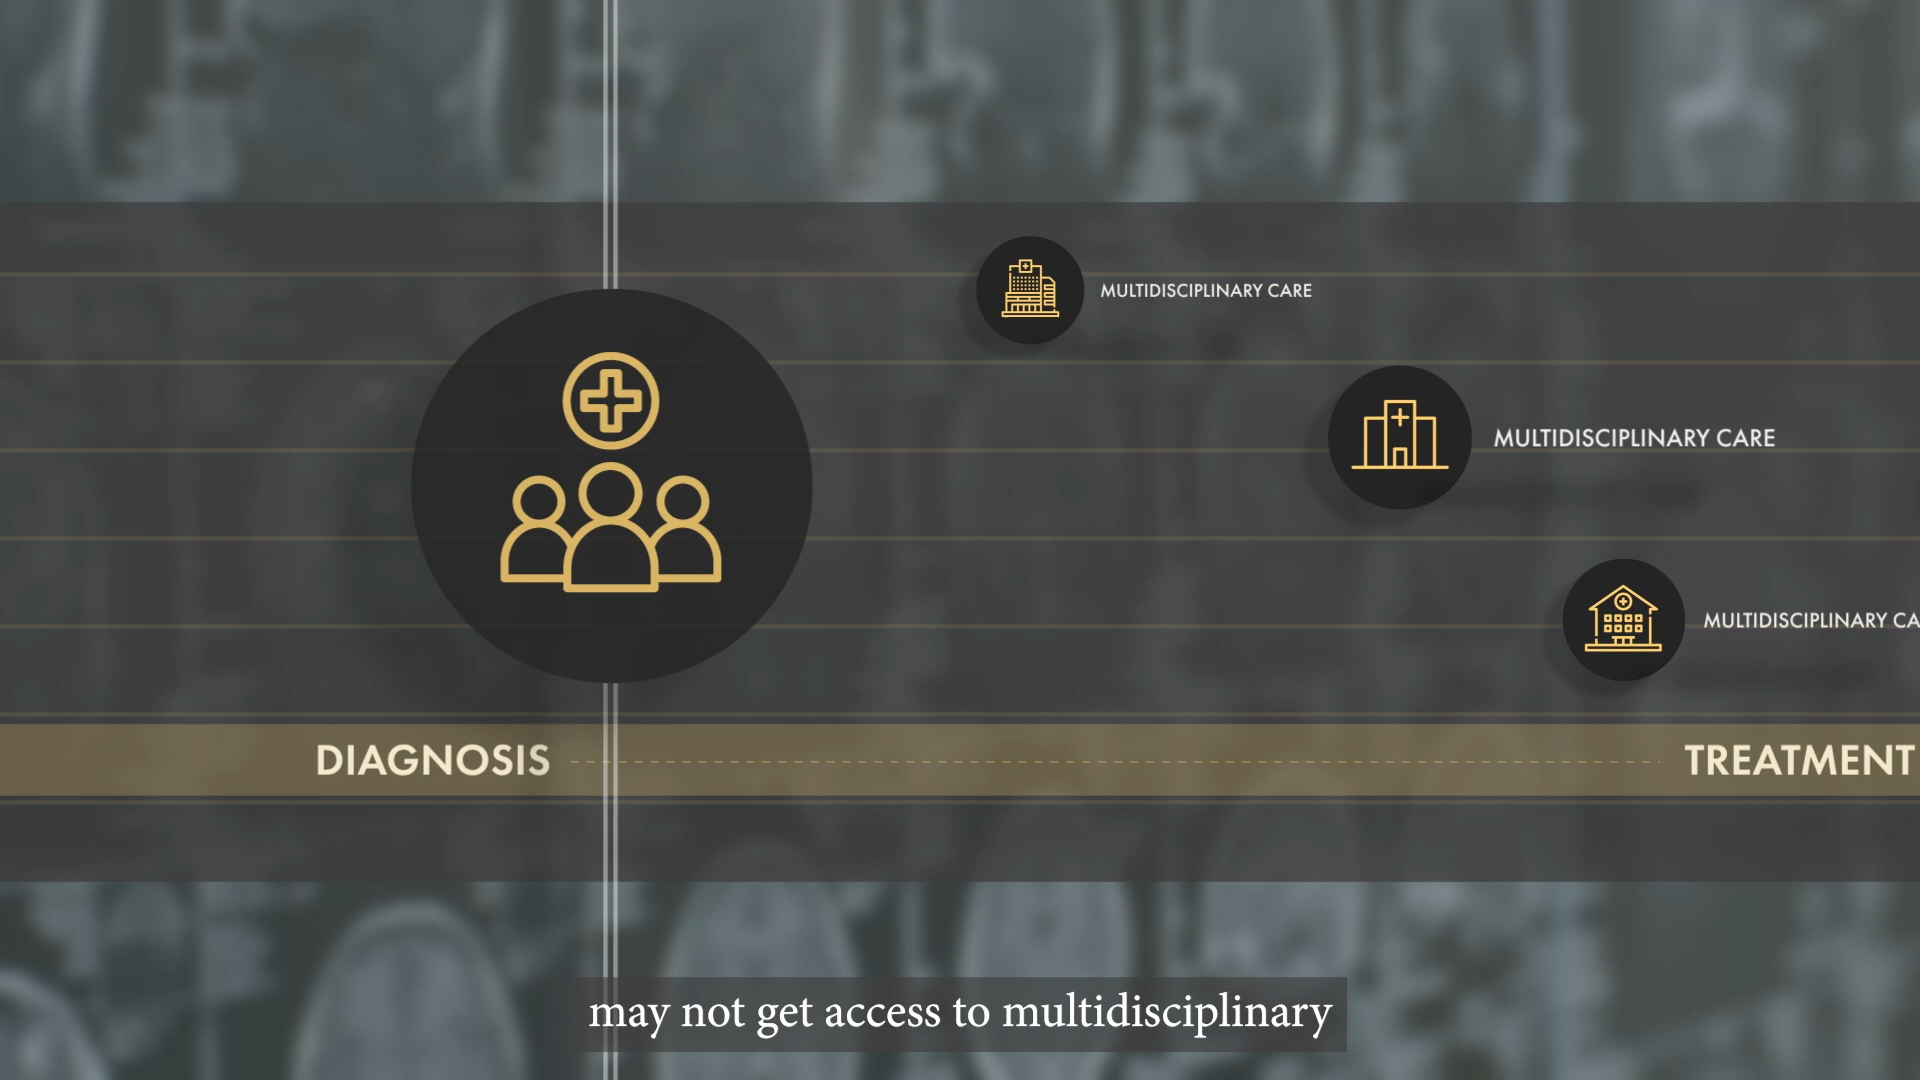 MULTIDISCIPLINARY CARE
MULTIDISCIPLINARY CARE
MULTIDISCIPLINARY CA
DIAGNOSIS
TREATMENT
may not get access to multidisciplinary